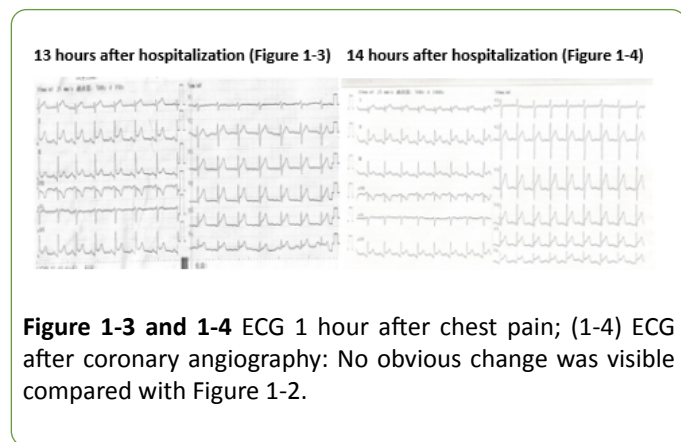 13 hours after hospitalization (Figure 1-3) 14 hours after hospitalization (Figure 1-4)
Figure 1-3 and 1-4 ECG 1 hour after chest pain; (1-4) ECG
after coronary angiography: No obvious change was visible
compared with Figure 1-2.